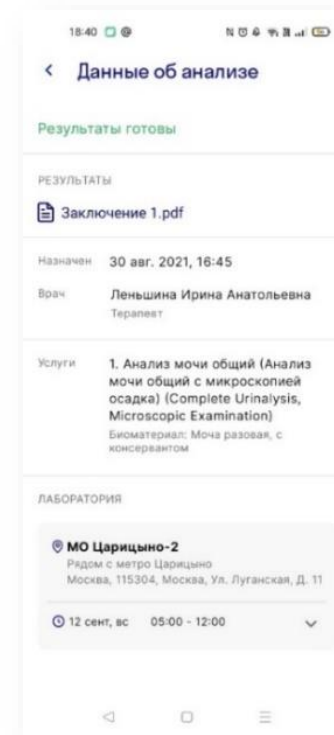 18:40
Данные об анализе
Результаты готовы
РЕЗУЛЬТАТЫ
Заключение 1.pdf
Назначен 30 авг. 2021, 16:45
Врач Леньшина Ирина Анатольевна
Терапевт
Услуги 1. Анализ мочи общий (Анализ
мочи общий с микроскопией
осадка) (Complete Urinalysis,
Microscopic Examination)
Биоматериал: Моча разовая, с
консервантом
ЛАБОРАТОРИЯ
МО Царицыно-2
Рядом с метро Царицыно
Москва, 115304, Москва, Ул. Луганская, Д. 11
12 сент, вс 05:00 - 12:00